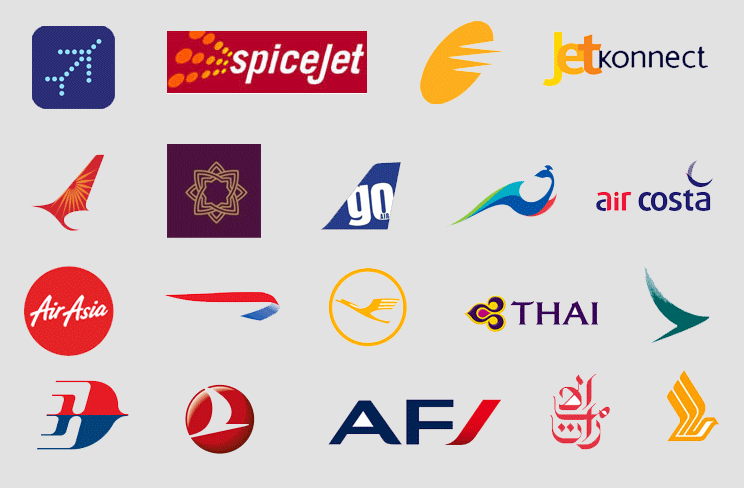 spiceJet
Jetkonnect
go
AIR
air costa
AirAsia
THAI
AF